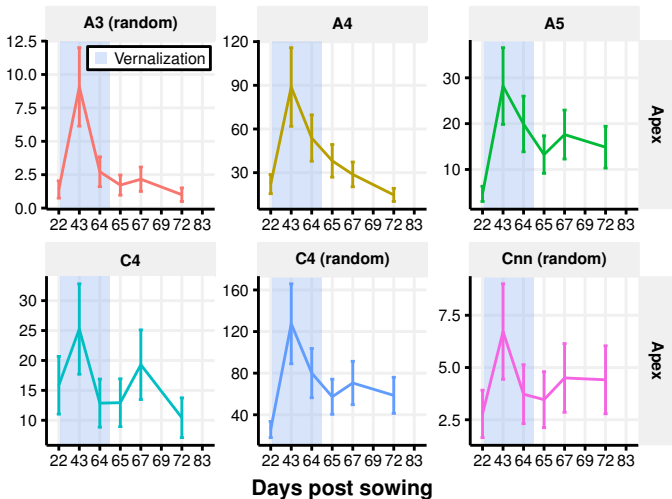 A3 (random) A4 A5
12.5 120
Vernalization
10.0 30
90
7.5 20
60
5.0
2.5 30 10
0.0
Apex
22 43 64 65 67 69 72 83 22 43 64 65 67 69 72 83 22 43 64 65 67 69 72 83
C4 C4 (random) Cnn (random)
30 160 7.5
25 120
20 5.0
15 80
10 40 2.5
Apex
22 43 64 65 67 69 72 83 22 43 64 65 67 69 72 83 22 43 64 65 67 69 72 83
Days post sowing